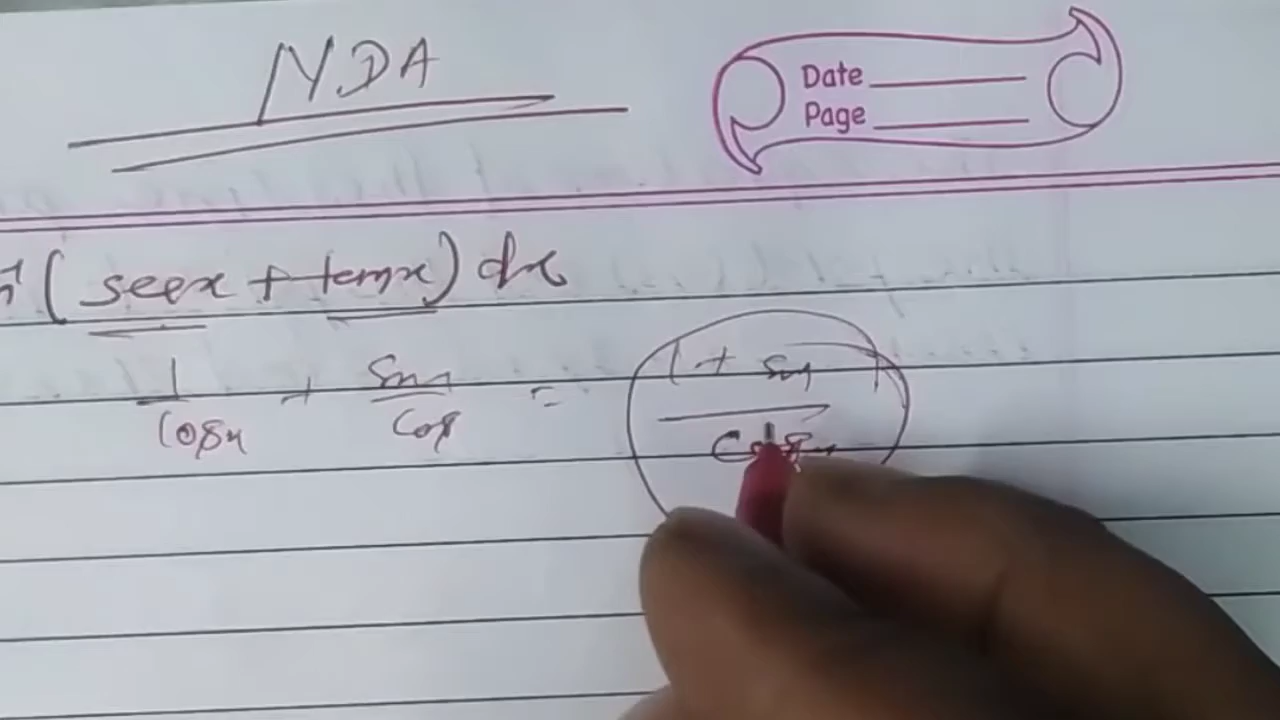 NDA
Date
Page
(secx + tanx) dx
1/cosx + sinx/cosx = 1 + sinx/cosx